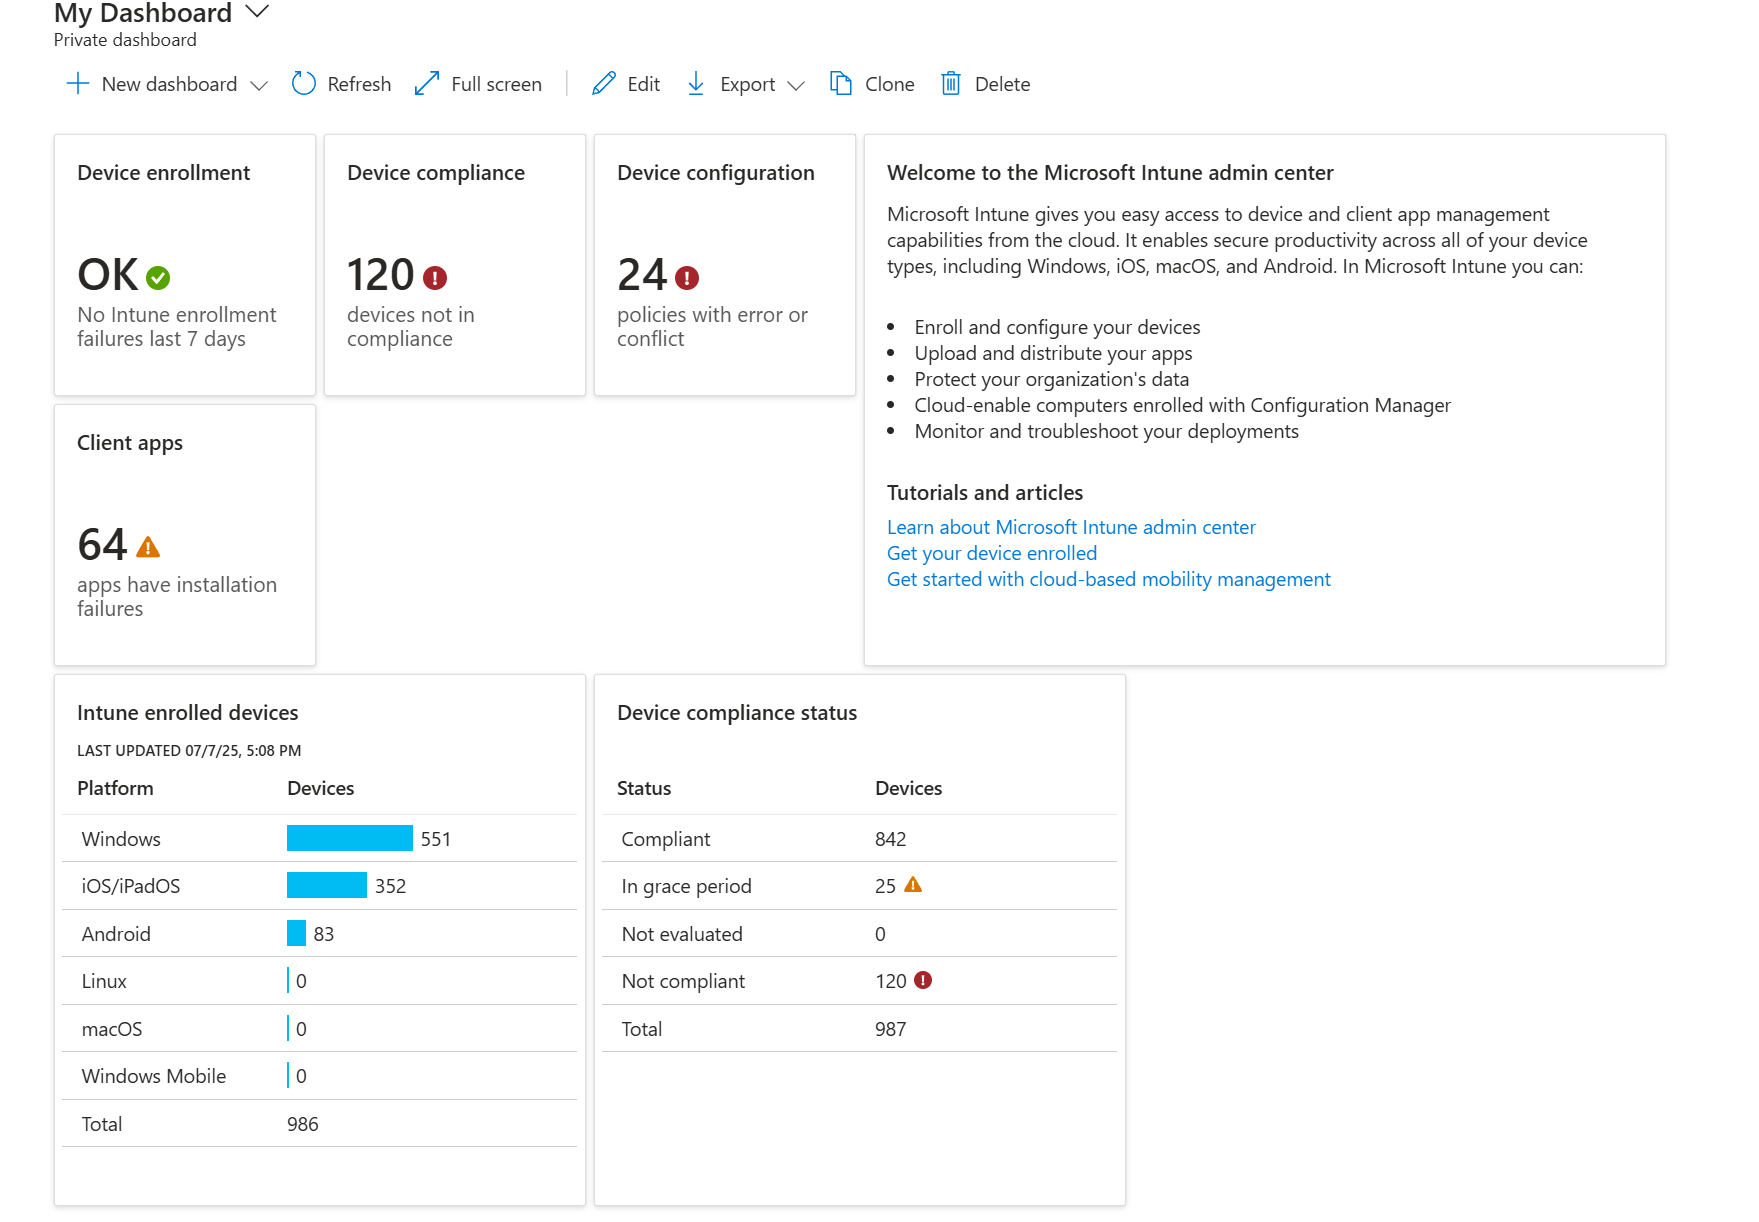 My Dashboard
Private dashboard
New dashboard
Refresh
Full screen
Edit
Export
Clone
Delete
Device enrollment
OK
No Intune enrollment
failures last 7 days
Device compliance
120
devices not in
compliance
Device configuration
24
policies with error or
conflict
Welcome to the Microsoft Intune admin center
Microsoft Intune gives you easy access to device and client app management
capabilities from the cloud. It enables secure productivity across all of your device
types, including Windows, iOS, macOS, and Android. In Microsoft Intune you can:
• Enroll and configure your devices
• Upload and distribute your apps
• Protect your organization's data
• Cloud-enable computers enrolled with Configuration Manager
• Monitor and troubleshoot your deployments
Tutorials and articles
Learn about Microsoft Intune admin center
Get your device enrolled
Get started with cloud-based mobility management
Client apps
64
apps have installation
failures
Intune enrolled devices
LAST UPDATED 07/7/25, 5:08 PM
Platform Devices
Windows 551
iOS/iPadOS 352
Android 83
Linux 0
macOS 0
Windows Mobile 0
Total 986
Device compliance status
Status Devices
Compliant 842
In grace period 25
Not evaluated 0
Not compliant 120
Total 987